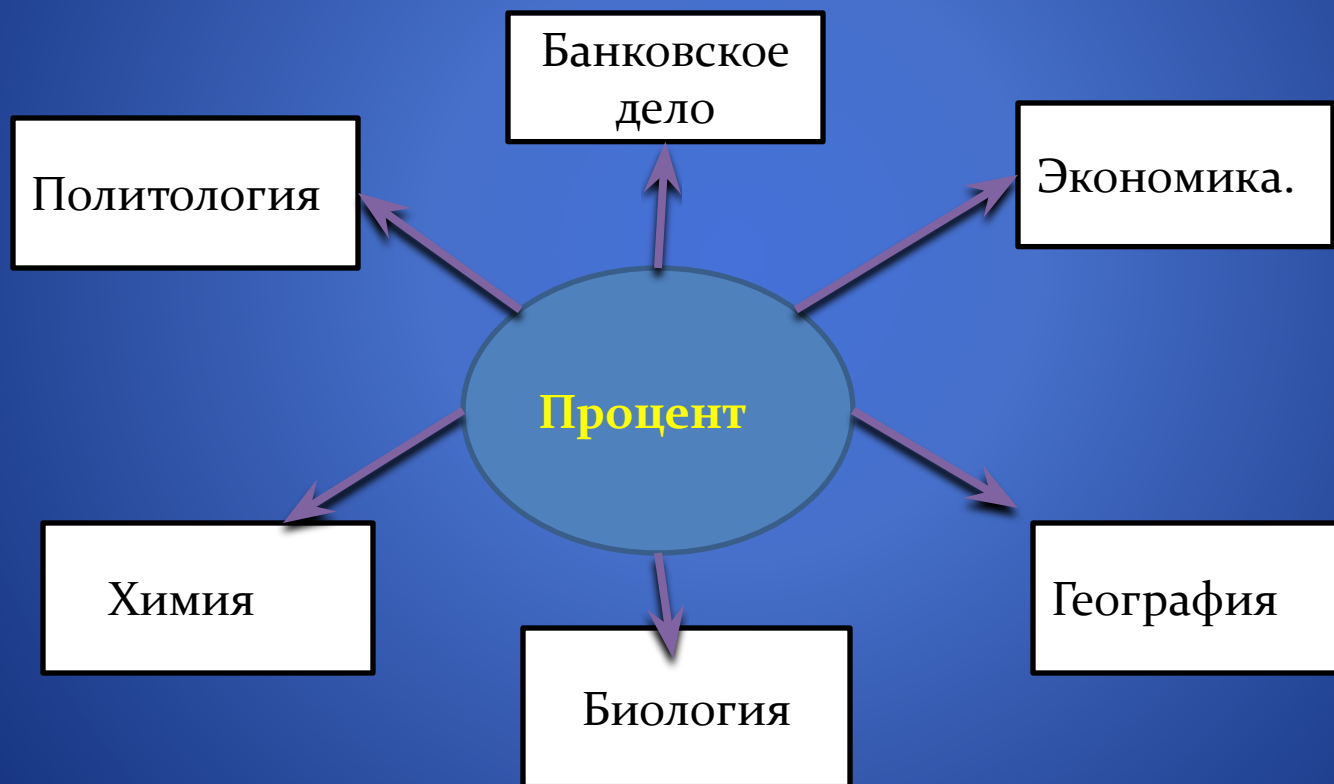 Банковское
дело
Политология
Экономика.
Процент
Химия
География
Биология